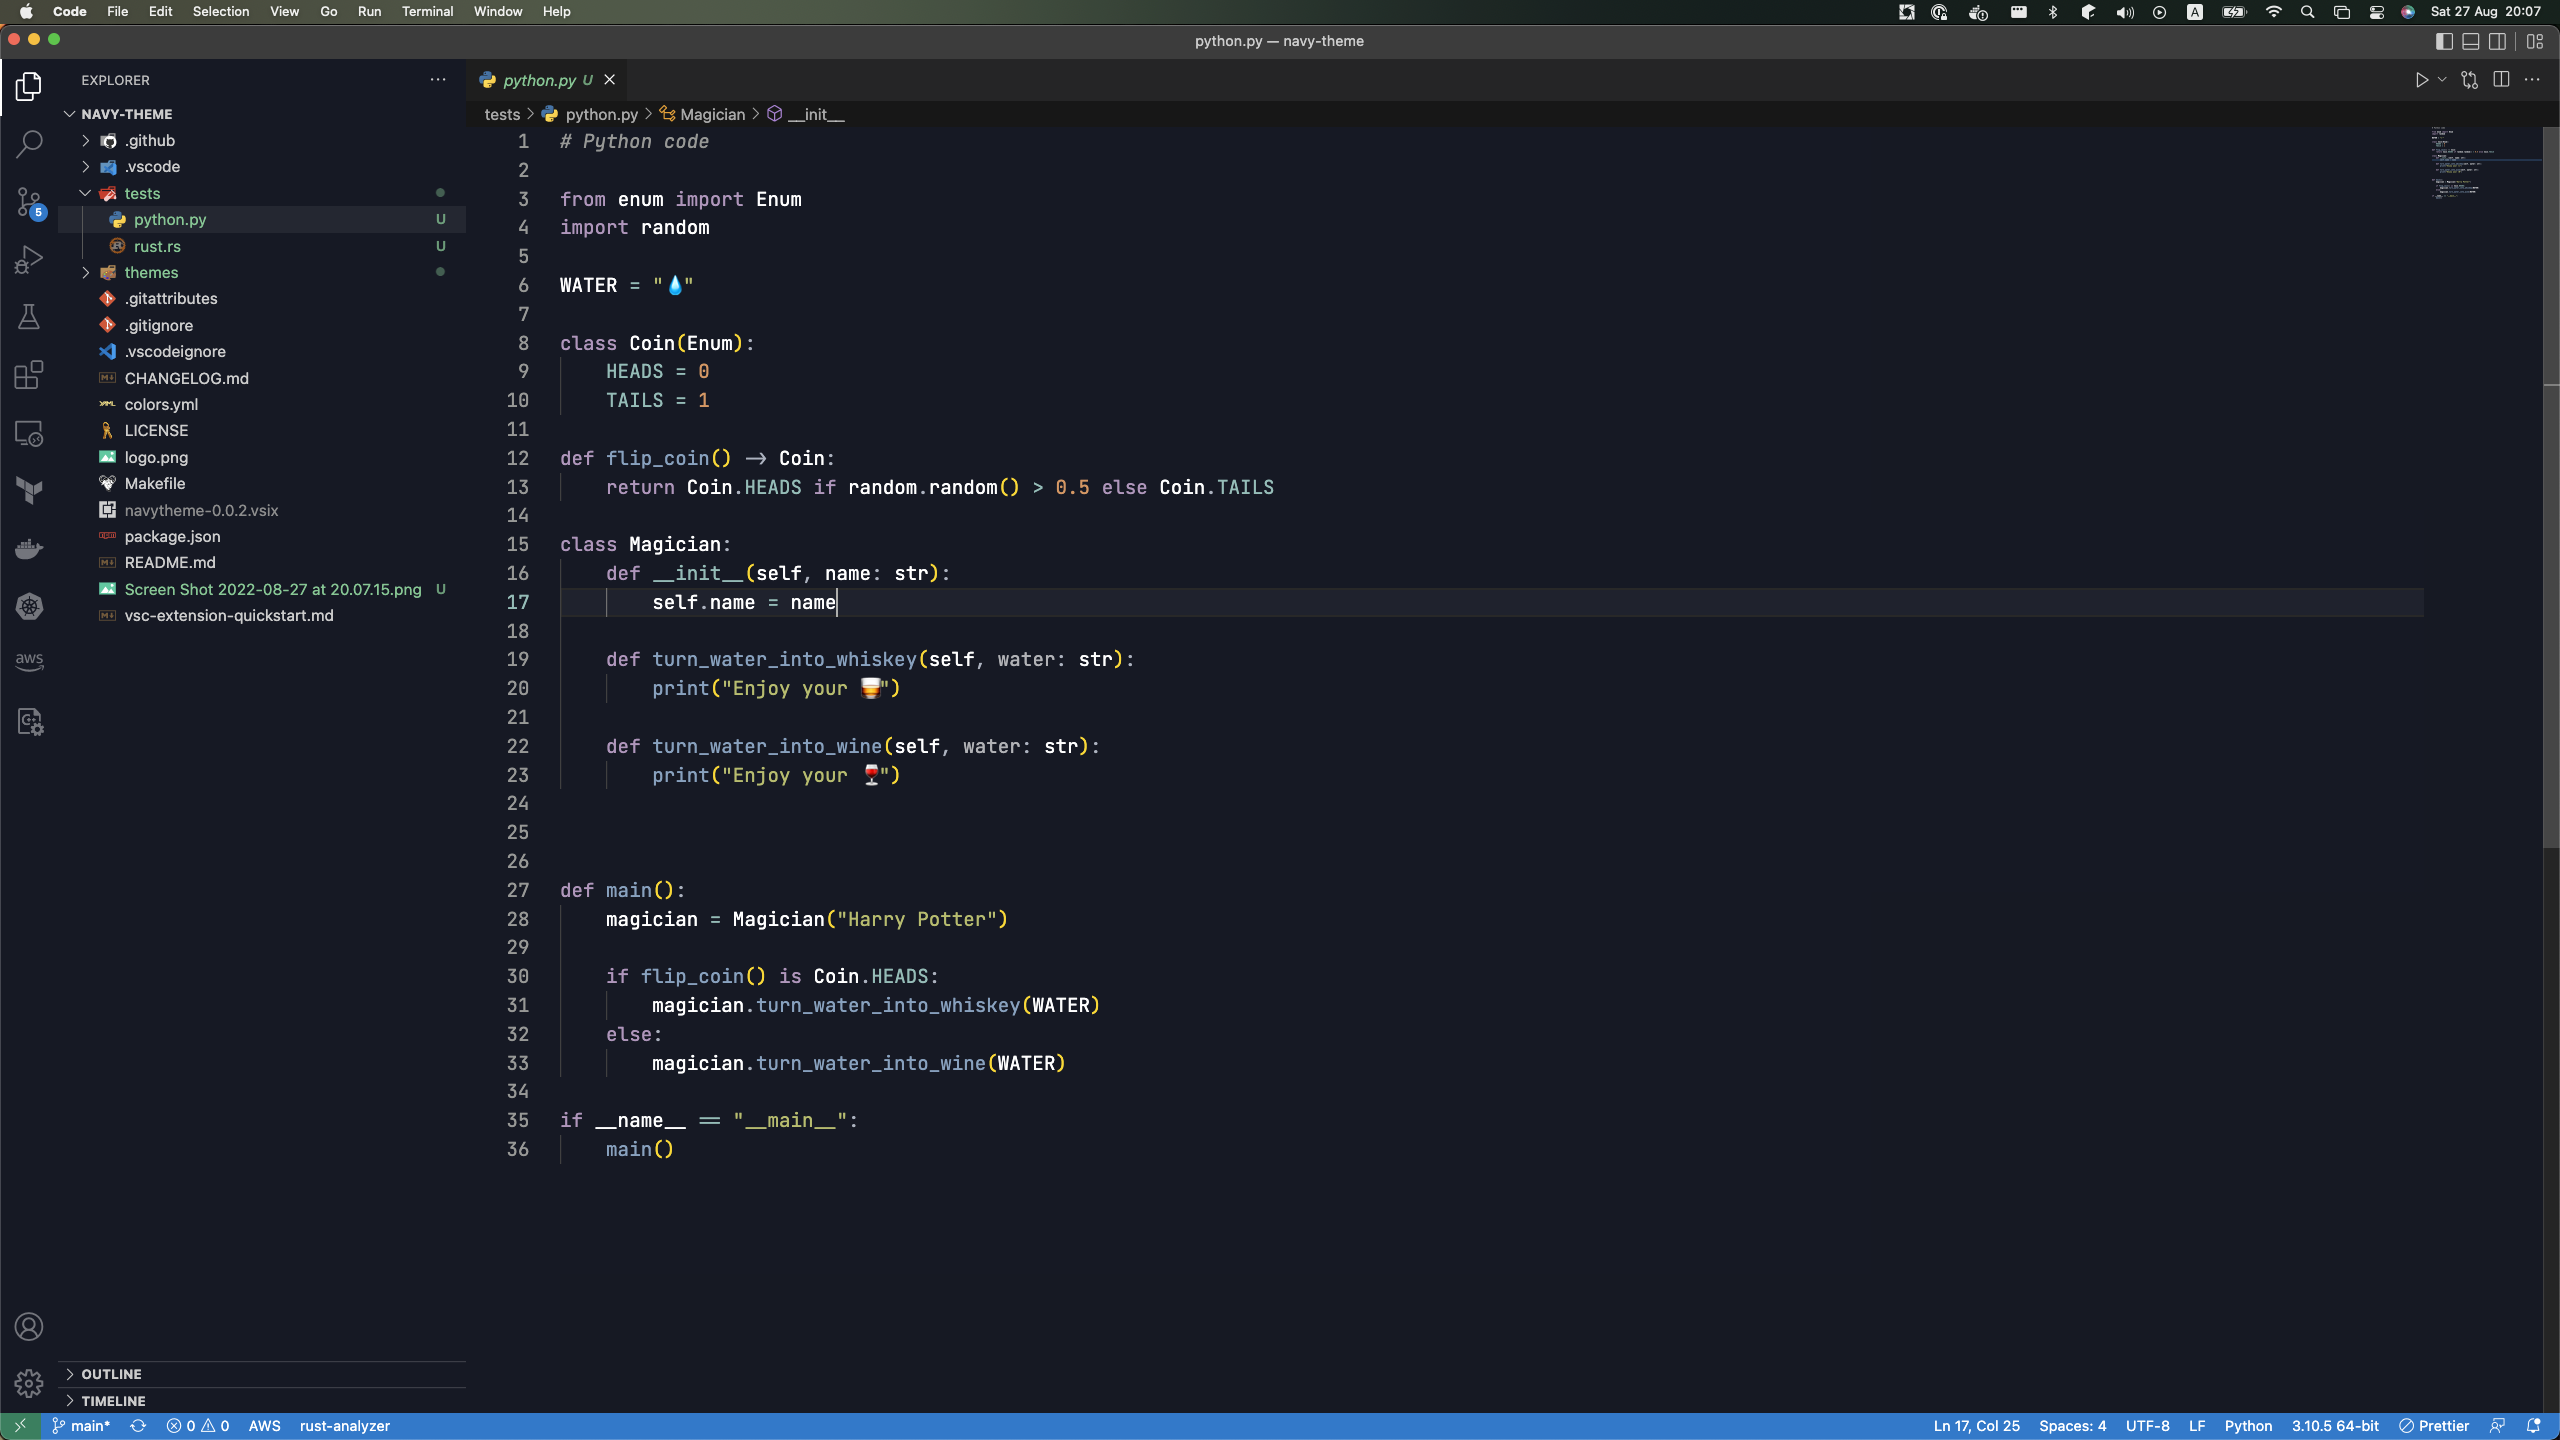 Code File Edit Selection View Go Run Terminal Window Help A Sat 27 Aug 20:07
python.py — navy-theme
EXPLORER
NAVY-THEME
.github
.vscode
tests
python.py U
rust.rs U
themes
.gitattributes
.gitignore
.vscodeignore
CHANGELOG.md
colors.yml
LICENSE
logo.png
Makefile
navytheme-0.0.2.vsix
package.json
README.md
Screen Shot 2022-08-27 at 20.07.15.png U
vsc-extension-quickstart.md
5
aws
OUTLINE
TIMELINE
python.py U
tests > python.py > Magician > __init__
1 # Python code
2
3 from enum import Enum
4 import random
5
6 WATER = "💧"
7
8 class Coin(Enum):
9     HEADS = 0
10     TAILS = 1
11
12 def flip_coin() -> Coin:
13     return Coin.HEADS if random.random() > 0.5 else Coin.TAILS
14
15 class Magician:
16     def __init__(self, name: str):
17         self.name = name
18
19     def turn_water_into_whiskey(self, water: str):
20         print("Enjoy your 🥃")
21
22     def turn_water_into_wine(self, water: str):
23         print("Enjoy your 🍷")
24
25
26
27 def main():
28     magician = Magician("Harry Potter")
29
30     if flip_coin() is Coin.HEADS:
31         magician.turn_water_into_whiskey(WATER)
32     else:
33         magician.turn_water_into_wine(WATER)
34
35 if __name__ == "__main__":
36     main()
main* 0 0 AWS rust-analyzer Ln 17, Col 25 Spaces: 4 UTF-8 LF Python 3.10.5 64-bit Prettier